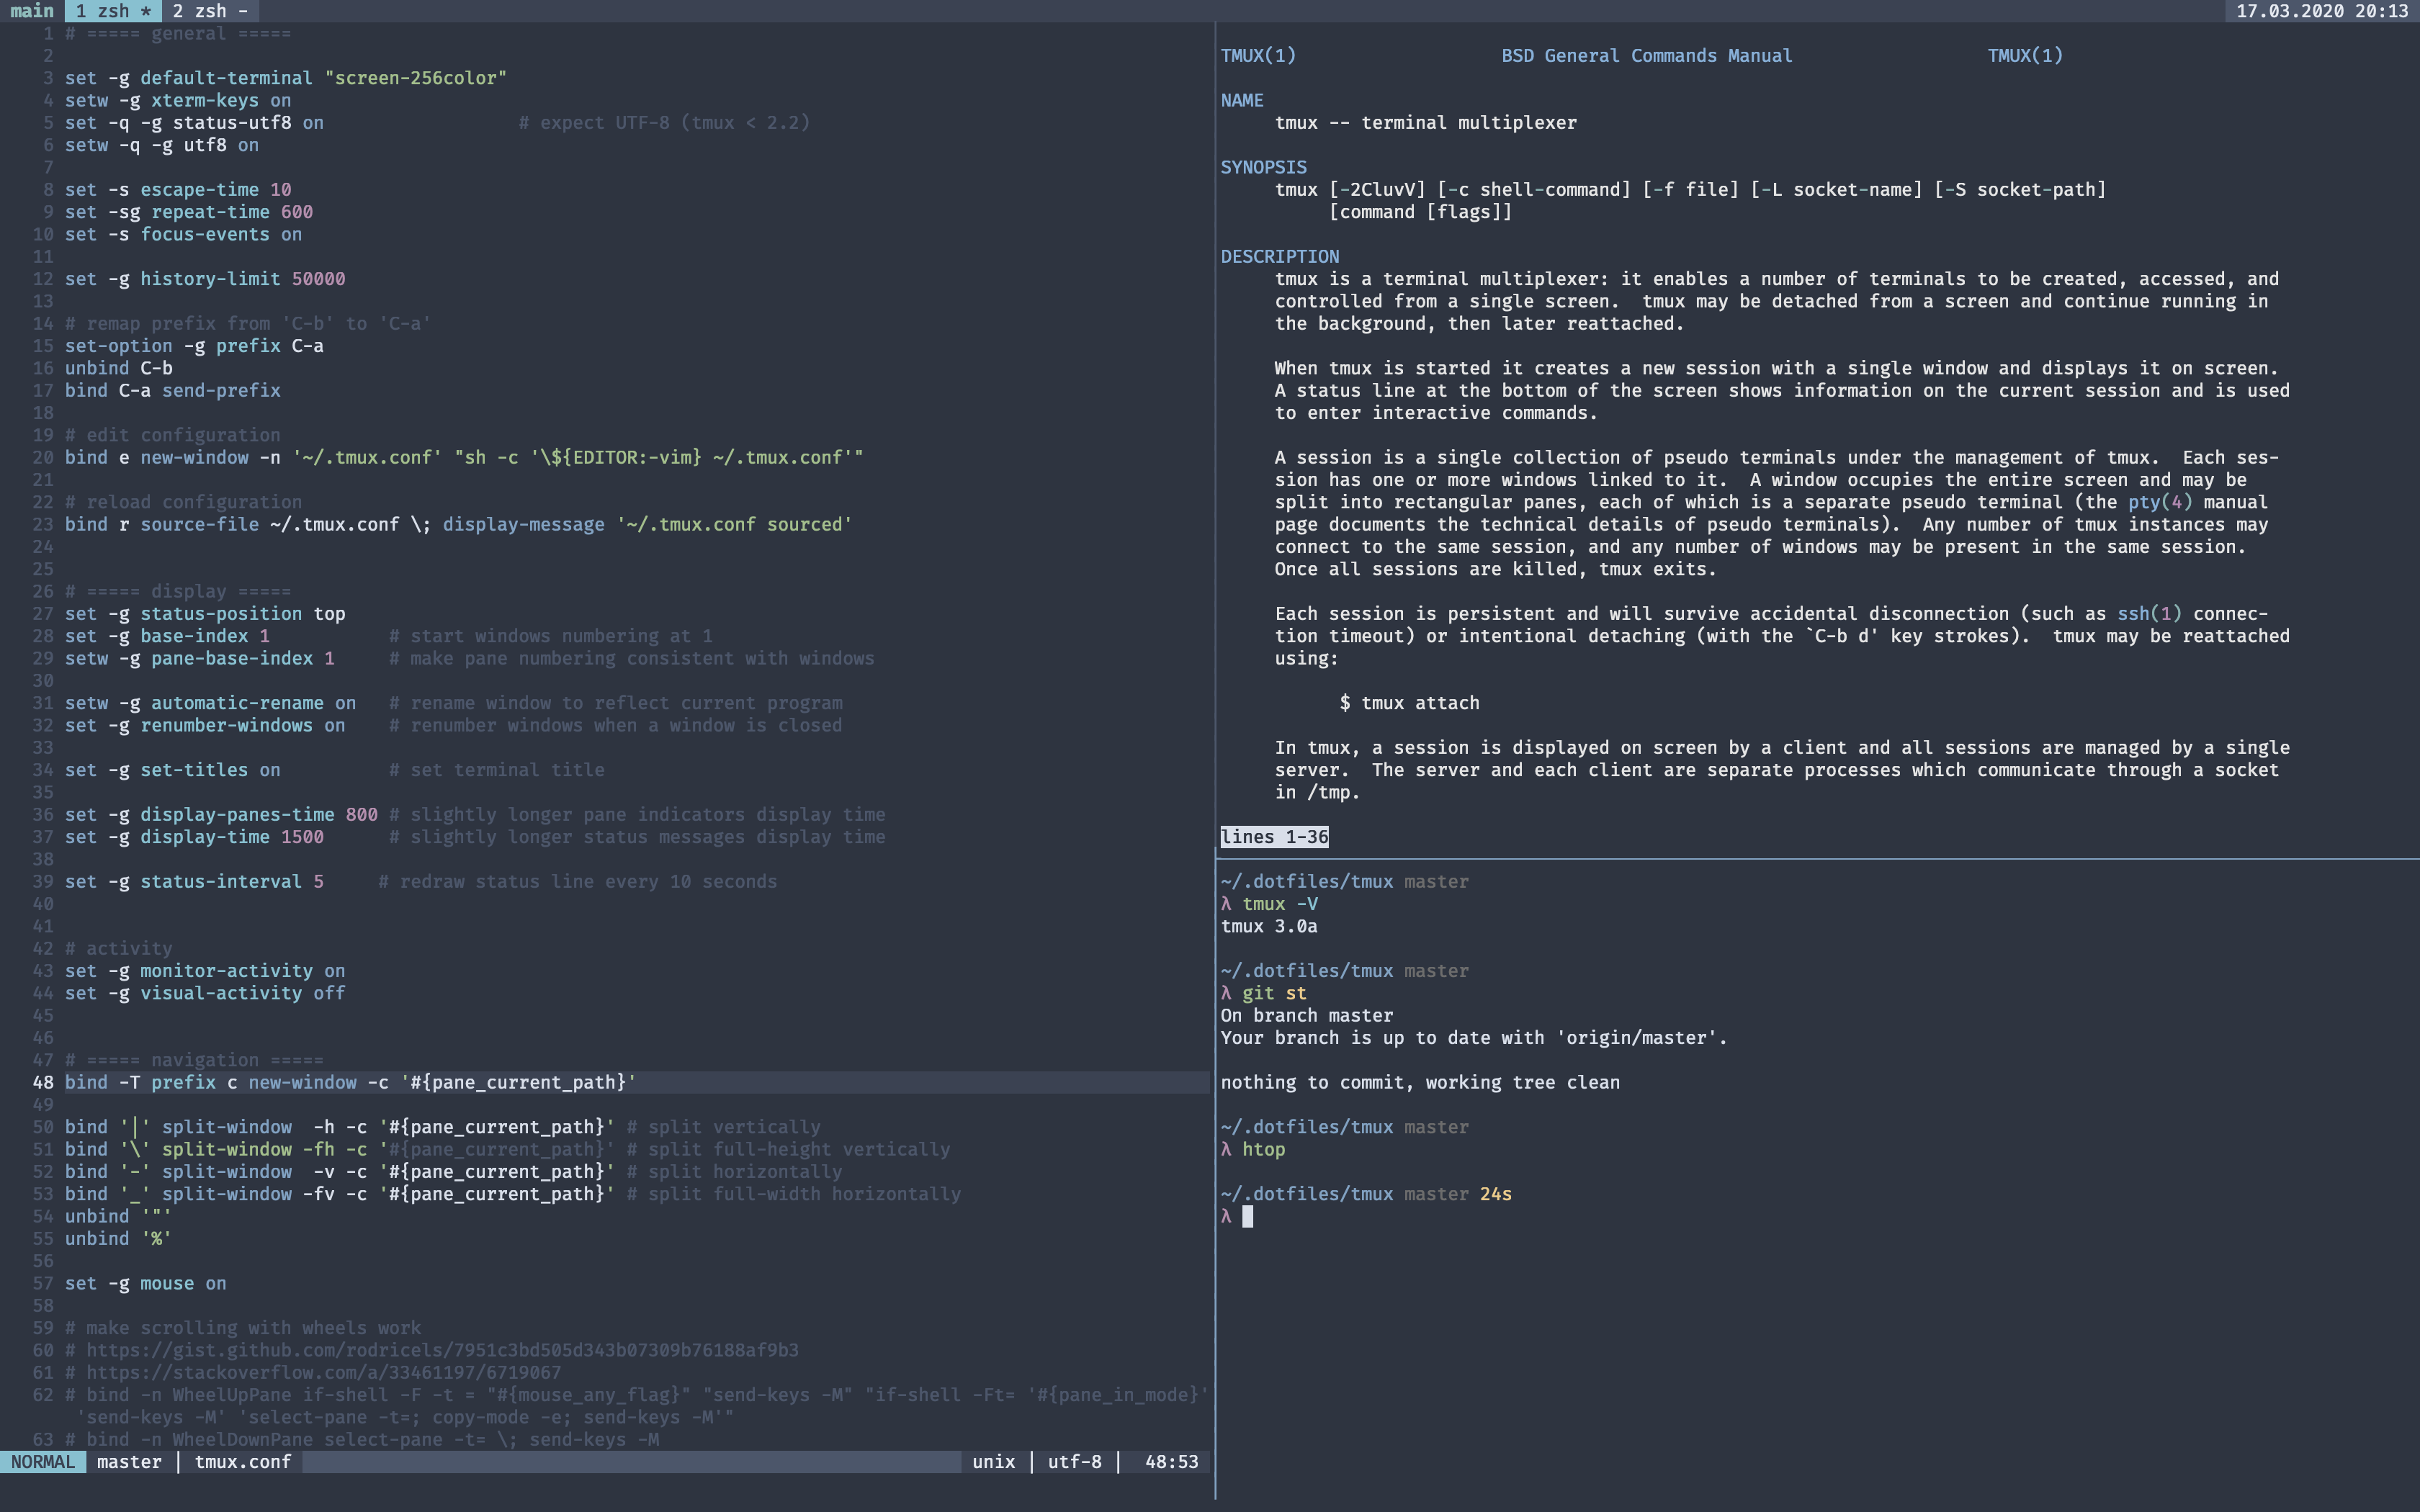 main  1 zsh *  2 zsh -  17.03.2020 20:13
1 # ===== general =====
2
3 set -g default-terminal "screen-256color"
4 setw -g xterm-keys on
5 set -q -g status-utf8 on                  # expect UTF-8 (tmux < 2.2)
6 setw -q -g utf8 on
7
8 set -s escape-time 10
9 set -sg repeat-time 600
10 set -s focus-events on
11
12 set -g history-limit 50000
13
14 # remap prefix from 'C-b' to 'C-a'
15 set-option -g prefix C-a
16 unbind C-b
17 bind C-a send-prefix
18
19 # edit configuration
20 bind e new-window -n '~/.tmux.conf' "sh -c '\${EDITOR:-vim} ~/.tmux.conf'"
21
22 # reload configuration
23 bind r source-file ~/.tmux.conf \; display-message '~/.tmux.conf sourced'
24
25
26 # ===== display =====
27 set -g status-position top
28 set -g base-index 1           # start windows numbering at 1
29 setw -g pane-base-index 1     # make pane numbering consistent with windows
30
31 setw -g automatic-rename on   # rename window to reflect current program
32 set -g renumber-windows on    # renumber windows when a window is closed
33
34 set -g set-titles on          # set terminal title
35
36 set -g display-panes-time 800 # slightly longer pane indicators display time
37 set -g display-time 1500      # slightly longer status messages display time
38
39 set -g status-interval 5     # redraw status line every 10 seconds
40
41
42 # activity
43 set -g monitor-activity on
44 set -g visual-activity off
45
46
47 # ===== navigation =====
48 bind -T prefix c new-window -c '#{pane_current_path}'
49
50 bind '|' split-window  -h -c '#{pane_current_path}' # split vertically
51 bind '\' split-window -fh -c '#{pane_current_path}' # split full-height vertically
52 bind '-' split-window  -v -c '#{pane_current_path}' # split horizontally
53 bind '_' split-window -fv -c '#{pane_current_path}' # split full-width horizontally
54 unbind '"'
55 unbind '%'
56
57 set -g mouse on
58
59 # make scrolling with wheels work
60 # https://gist.github.com/rodricels/7951c3bd505d343b07309b76188af9b3
61 # https://stackoverflow.com/a/33461197/6719067
62 # bind -n WheelUpPane if-shell -F -t = "#{mouse_any_flag}" "send-keys -M" "if-shell -Ft= '#{pane_in_mode}'
'send-keys -M' 'select-pane -t=; copy-mode -e; send-keys -M'"
63 # bind -n WheelDownPane select-pane -t= \; send-keys -M
NORMAL  master | tmux.conf  unix | utf-8 |  48:53
TMUX(1)                   BSD General Commands Manual                  TMUX(1)
NAME
tmux -- terminal multiplexer
SYNOPSIS
tmux [-2CluvV] [-c shell-command] [-f file] [-L socket-name] [-S socket-path]
[command [flags]]
DESCRIPTION
tmux is a terminal multiplexer: it enables a number of terminals to be created, accessed, and
controlled from a single screen.  tmux may be detached from a screen and continue running in
the background, then later reattached.
When tmux is started it creates a new session with a single window and displays it on screen.
A status line at the bottom of the screen shows information on the current session and is used
to enter interactive commands.
A session is a single collection of pseudo terminals under the management of tmux.  Each ses-
sion has one or more windows linked to it.  A window occupies the entire screen and may be
split into rectangular panes, each of which is a separate pseudo terminal (the pty(4) manual
page documents the technical details of pseudo terminals).  Any number of tmux instances may
connect to the same session, and any number of windows may be present in the same session.
Once all sessions are killed, tmux exits.
Each session is persistent and will survive accidental disconnection (such as ssh(1) connec-
tion timeout) or intentional detaching (with the `C-b d' key strokes).  tmux may be reattached
using:
$ tmux attach
In tmux, a session is displayed on screen by a client and all sessions are managed by a single
server.  The server and each client are separate processes which communicate through a socket
in /tmp.
lines 1-36
~/.dotfiles/tmux master
λ tmux -V
tmux 3.0a
~/.dotfiles/tmux master
λ git st
On branch master
Your branch is up to date with 'origin/master'.
nothing to commit, working tree clean
~/.dotfiles/tmux master
λ htop
~/.dotfiles/tmux master 24s
λ